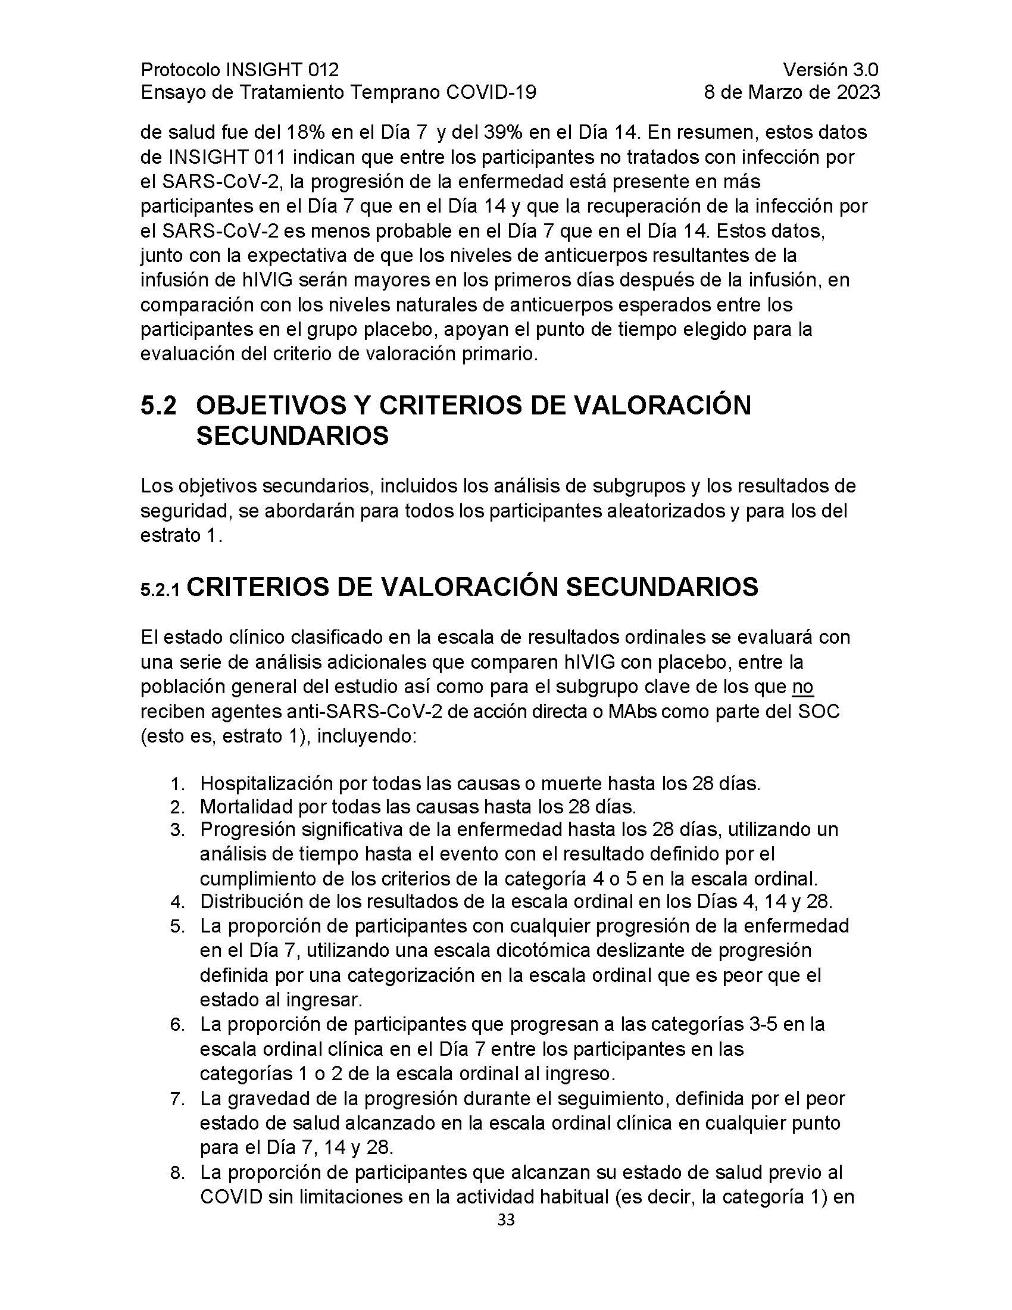 Protocolo INSIGHT 012 Versión 3.0
Ensayo de Tratamiento Temprano COVID-19 8 de Marzo de 2023
de salud fue del 18% en el Día 7 y del 39% en el Día 14. En resumen, estos datos
de INSIGHT 011 indican que entre los participantes no tratados con infección por
el SARS-CoV-2, la progresión de la enfermedad está presente en más
participantes en el Día 7 que en el Día 14 y que la recuperación de la infección por
el SARS-CoV-2 es menos probable en el Día 7 que en el Día 14. Estos datos,
junto con la expectativa de que los niveles de anticuerpos resultantes de la
infusión de hIVIG serán mayores en los primeros días después de la infusión, en
comparación con los niveles naturales de anticuerpos esperados entre los
participantes en el grupo placebo, apoyan el punto de tiempo elegido para la
evaluación del criterio de valoración primario.
5.2 OBJETIVOS Y CRITERIOS DE VALORACIÓN
SECUNDARIOS
Los objetivos secundarios, incluidos los análisis de subgrupos y los resultados de
seguridad, se abordarán para todos los participantes aleatorizados y para los del
estrato 1.
5.2.1 CRITERIOS DE VALORACIÓN SECUNDARIOS
El estado clínico clasificado en la escala de resultados ordinales se evaluará con
una serie de análisis adicionales que comparen hIVIG con placebo, entre la
población general del estudio así como para el subgrupo clave de los que no
reciben agentes anti-SARS-CoV-2 de acción directa o MAbs como parte del SOC
(esto es, estrato 1), incluyendo:
1. Hospitalización por todas las causas o muerte hasta los 28 días.
2. Mortalidad por todas las causas hasta los 28 días.
3. Progresión significativa de la enfermedad hasta los 28 días, utilizando un
análisis de tiempo hasta el evento con el resultado definido por el
cumplimiento de los criterios de la categoría 4 o 5 en la escala ordinal.
4. Distribución de los resultados de la escala ordinal en los Días 4, 14 y 28.
5. La proporción de participantes con cualquier progresión de la enfermedad
en el Día 7, utilizando una escala dicotómica deslizante de progresión
definida por una categorización en la escala ordinal que es peor que el
estado al ingresar.
6. La proporción de participantes que progresan a las categorías 3-5 en la
escala ordinal clínica en el Día 7 entre los participantes en las
categorías 1 o 2 de la escala ordinal al ingreso.
7. La gravedad de la progresión durante el seguimiento, definida por el peor
estado de salud alcanzado en la escala ordinal clínica en cualquier punto
para el Día 7, 14 y 28.
8. La proporción de participantes que alcanzan su estado de salud previo al
COVID sin limitaciones en la actividad habitual (es decir, la categoría 1) en
33